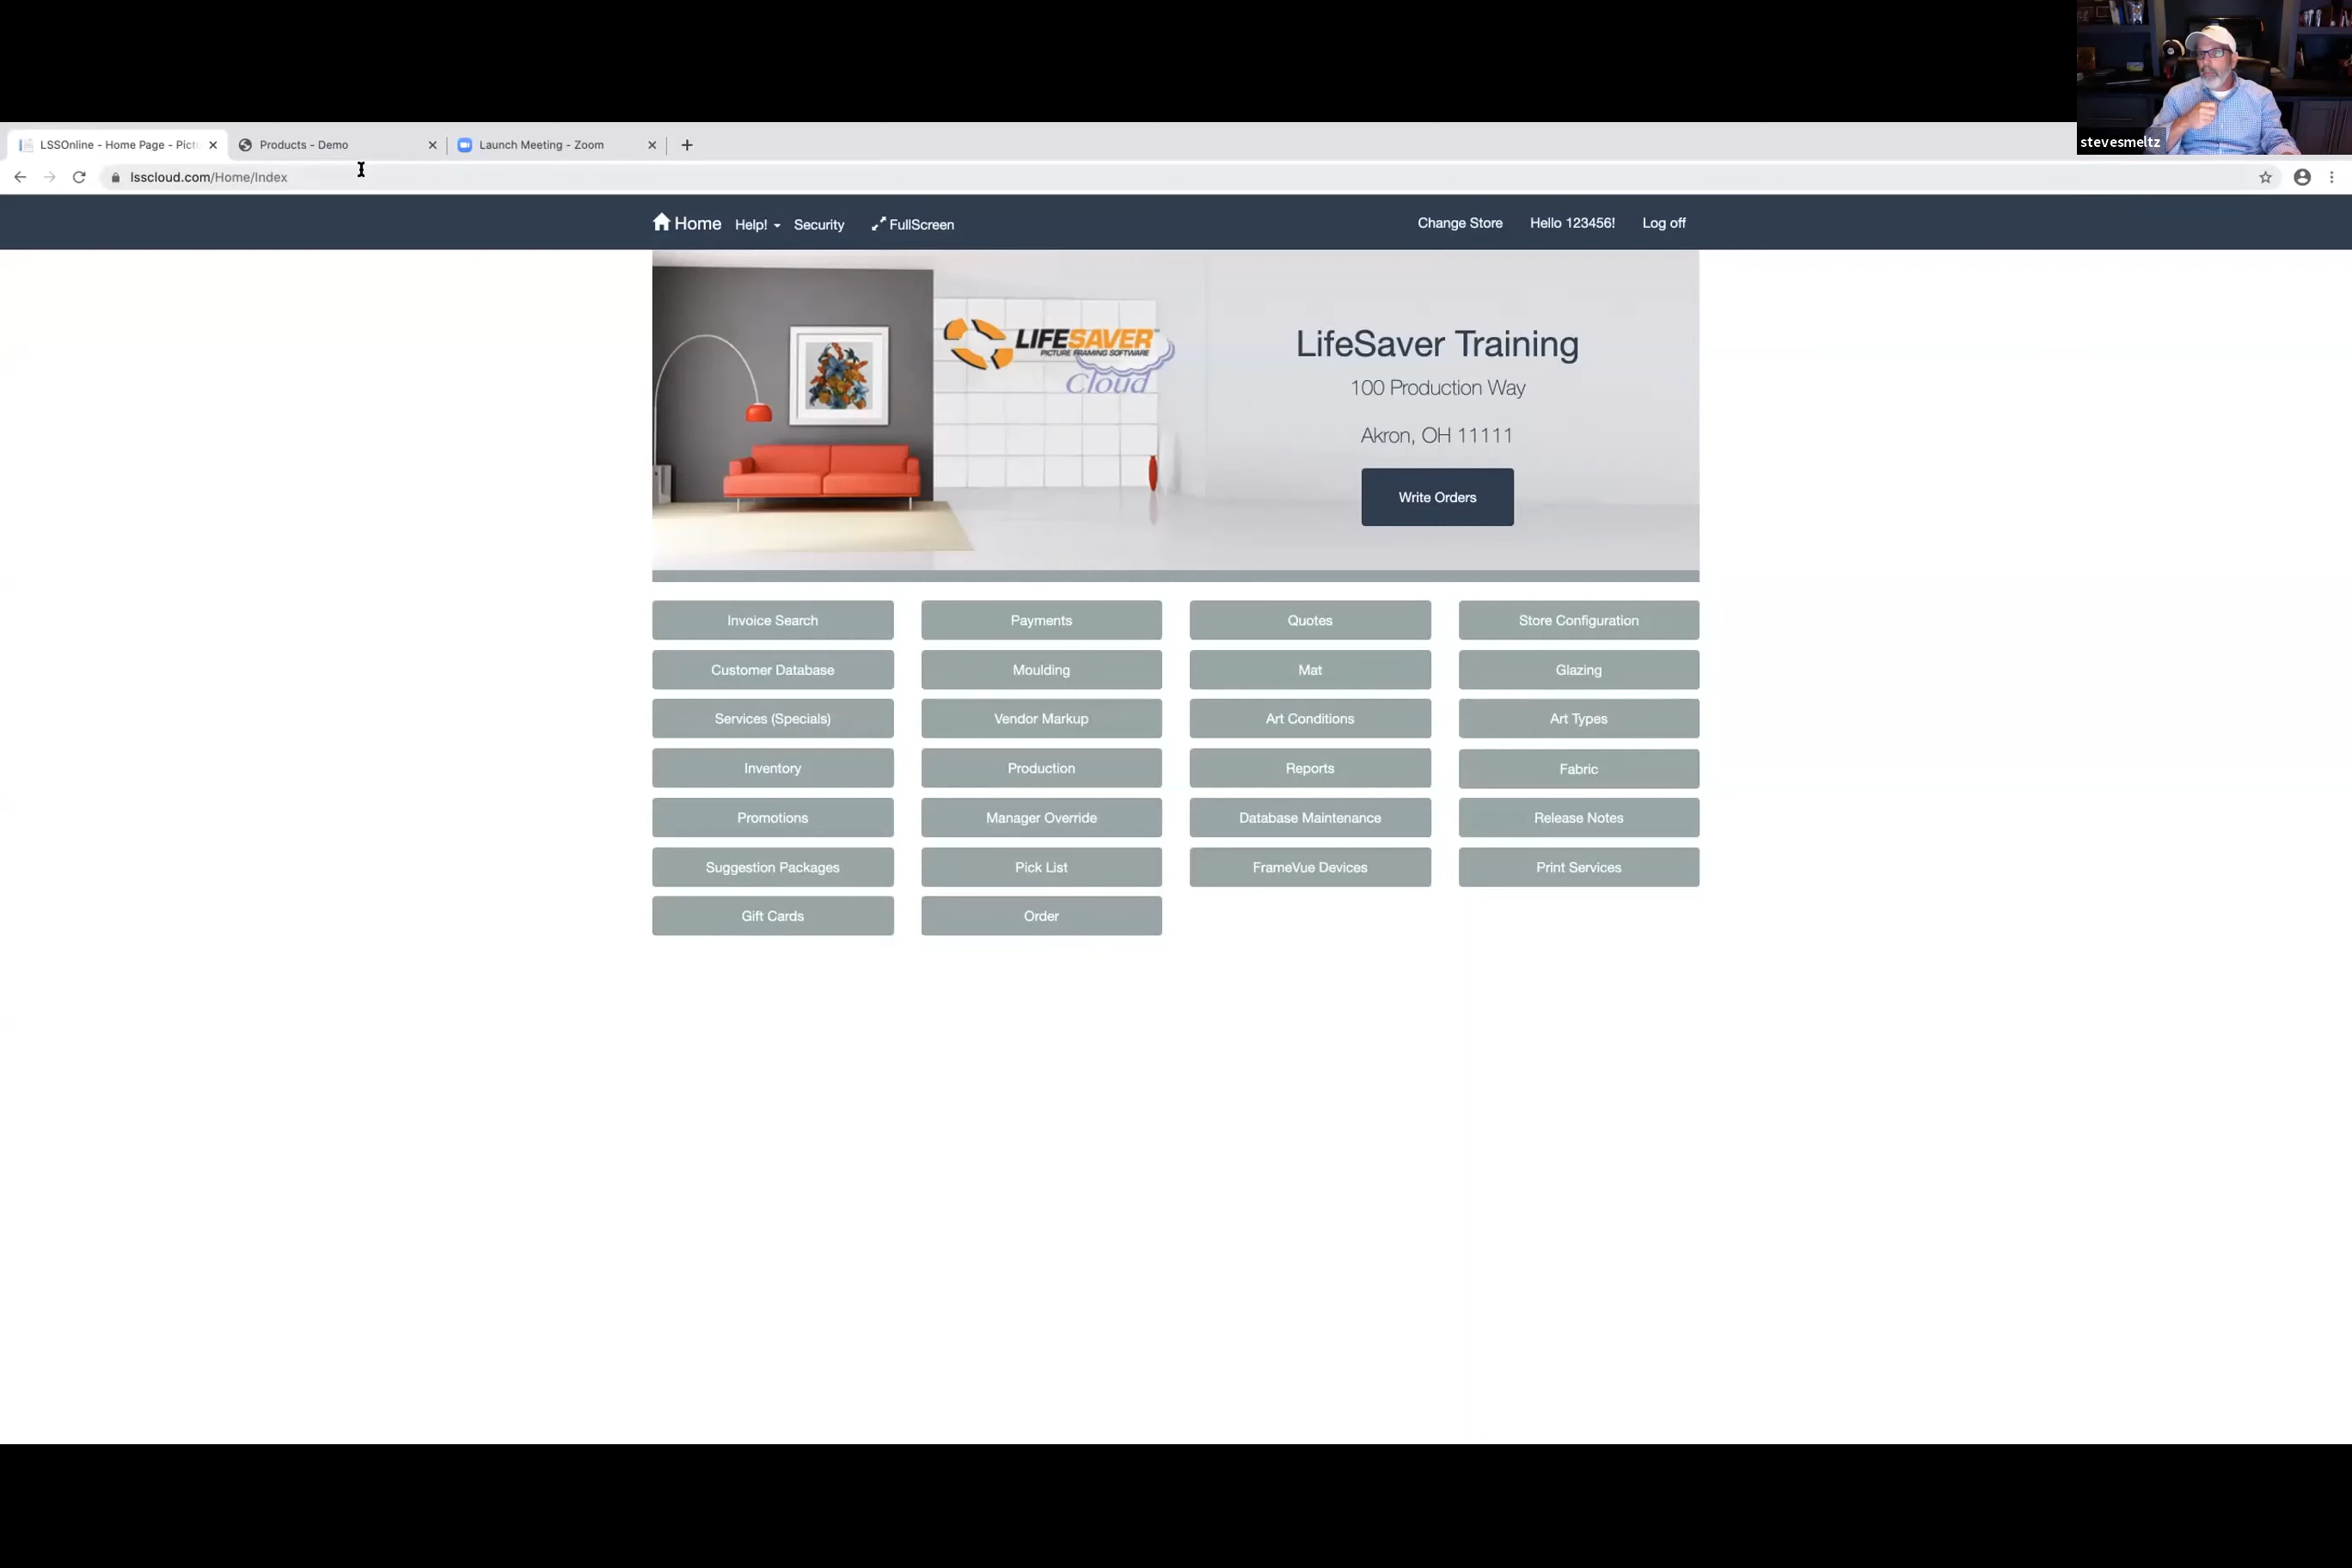 stevesmeltz
LSSOnline - Home Page - Pict
Products - Demo
Launch Meeting - Zoom
lsscloud.com/Home/Index
Home Help! Security FullScreen Change Store Hello 123456! Log off
LIFESAVER™
PICTURE FRAMING SOFTWARE
Cloud
LifeSaver Training
100 Production Way
Akron, OH 11111
Write Orders
Invoice Search Payments Quotes Store Configuration
Customer Database Moulding Mat Glazing
Services (Specials) Vendor Markup Art Conditions Art Types
Inventory Production Reports Fabric
Promotions Manager Override Database Maintenance Release Notes
Suggestion Packages Pick List FrameVue Devices Print Services
Gift Cards Order